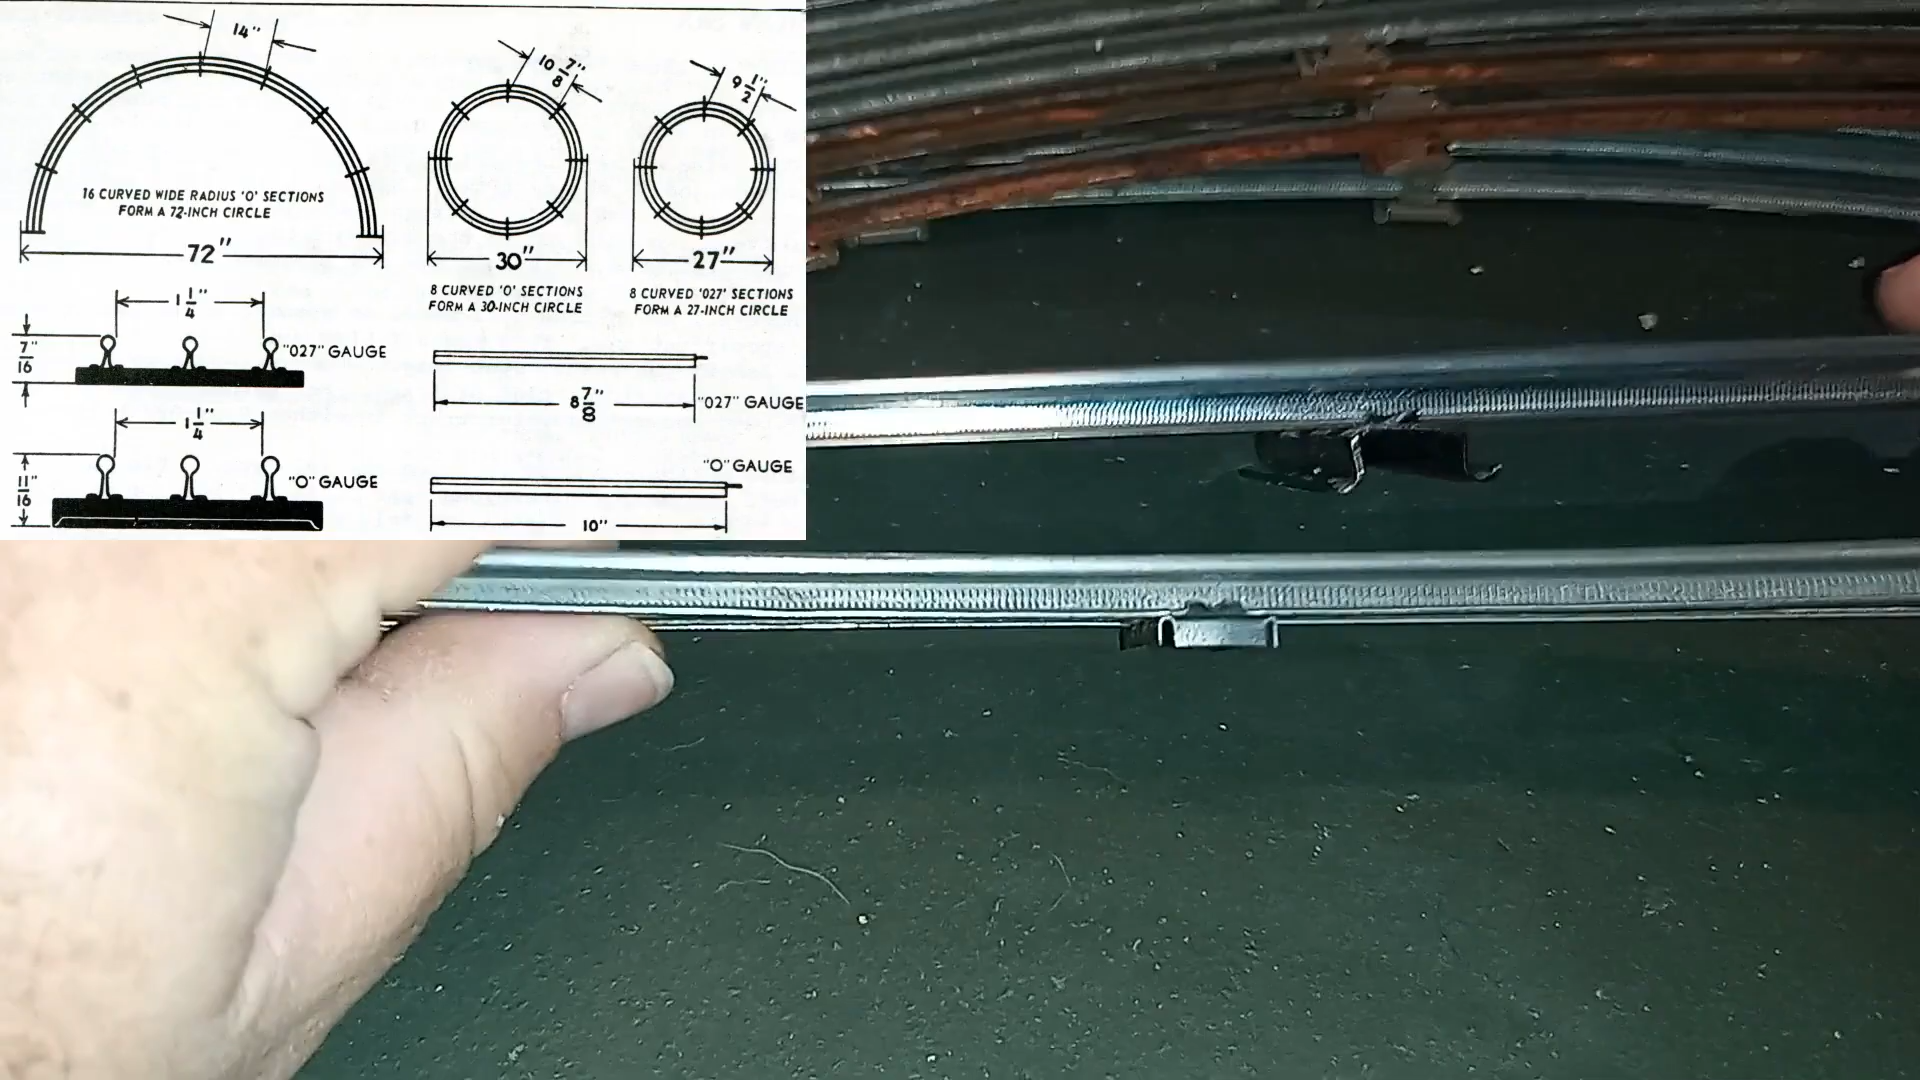 14"
16 CURVED WIDE RADIUS 'O' SECTIONS
FORM A 72-INCH CIRCLE
72"
10 7/8"
30"
8 CURVED 'O' SECTIONS
FORM A 30-INCH CIRCLE
9 1/2"
27"
8 CURVED '027' SECTIONS
FORM A 27-INCH CIRCLE
1 1/4"
7/16"
"027" GAUGE
1 1/4"
11/16"
"O" GAUGE
8 7/8"
"027" GAUGE
"O" GAUGE
10"